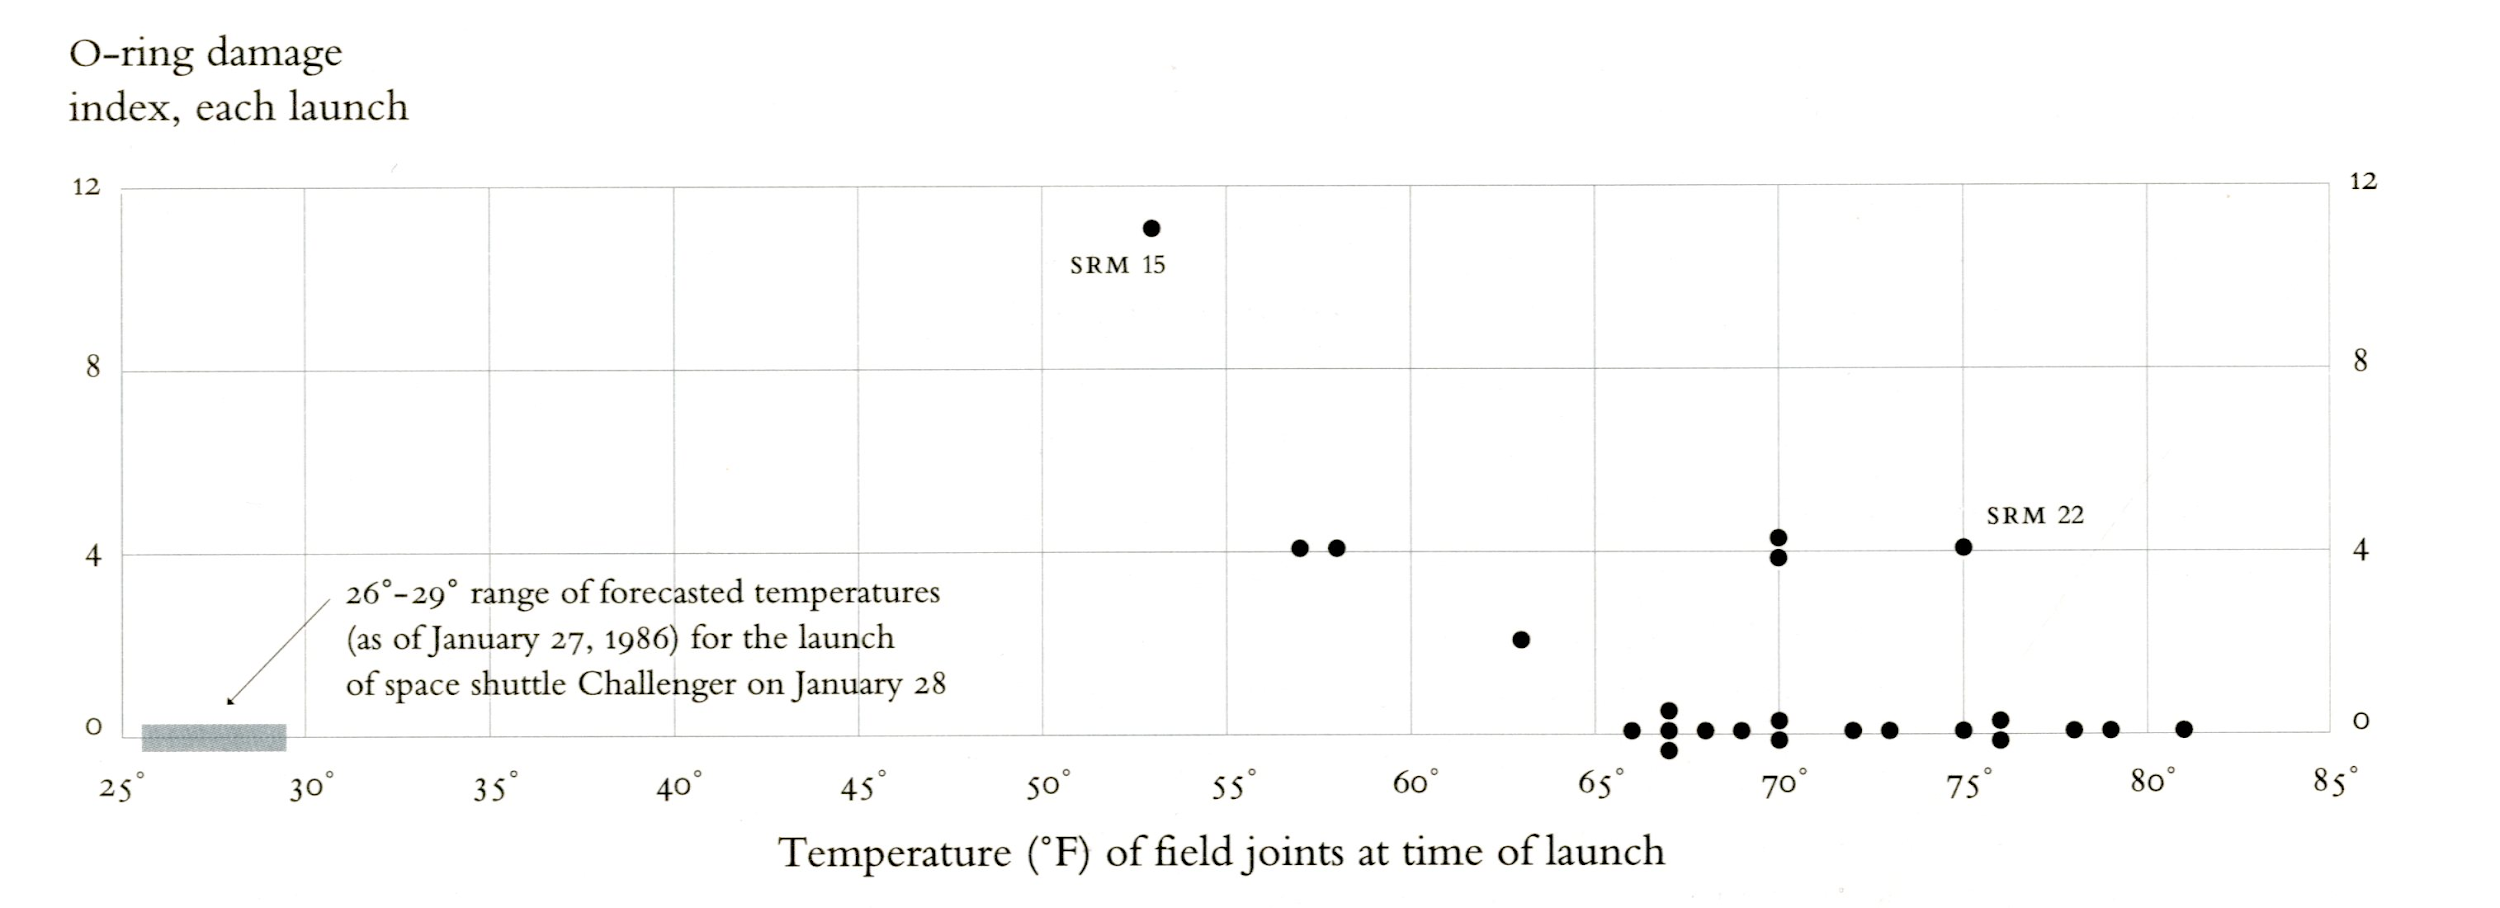 O-ring damage
index, each launch
12
12
SRM 15
8
8
SRM 22
4
4
26°-29° range of forecasted temperatures
(as of January 27, 1986) for the launch
of space shuttle Challenger on January 28
0
0
25° 30° 35° 40° 45° 50° 55° 60° 65° 70° 75° 80° 85°
Temperature (°F) of field joints at time of launch